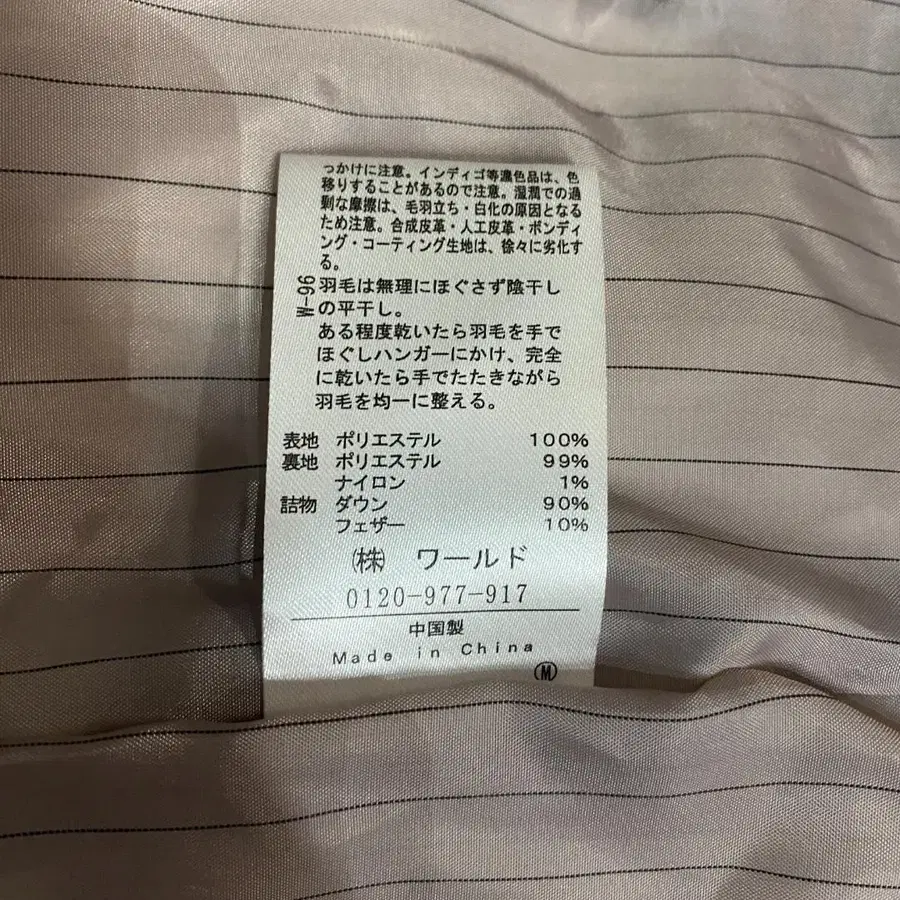 っかけに注意。インディゴ等濃色品は、色
移りすることがあるので注意。湿潤での過
剰な摩擦は、毛羽立ち・白化の原因となる
ため注意。合成皮革・人工皮革・ボンディ
ング・コーティング生地は、徐々に劣化す
る。
W-96
羽毛は無理にほぐさず陰干し
の平干し。
ある程度乾いたら羽毛を手で
ほぐしハンガーにかけ、完全
に乾いたら手でたたきながら
羽毛を均一に整える。
表地 ポリエステル 100%
裏地 ポリエステル 99%
ナイロン 1%
詰物 ダウン 90%
フェザー 10%
㈱ ワールド
0120-977-917
中国製
Made in China
Ⓜ